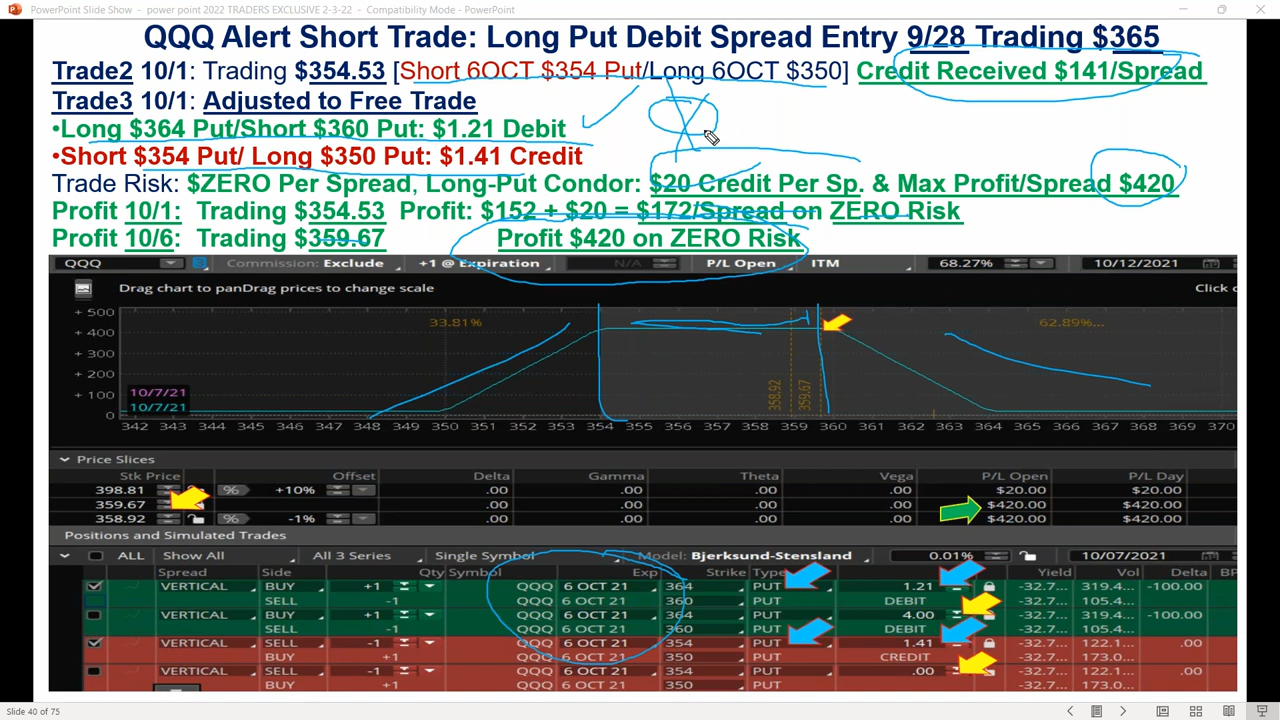 PowerPoint Slide Show - power point 2022 TRADERS EXCLUSIVE 2-3-22 - Compatibility Mode - PowerPoint
QQQ Alert Short Trade: Long Put Debit Spread Entry 9/28 Trading $365
Trade2 10/1: Trading $354.53 [Short 6OCT $354 Put/Long 6OCT $350] Credit Received $141/Spread
Trade3 10/1: Adjusted to Free Trade
•Long $364 Put/Short $360 Put: $1.21 Debit
•Short $354 Put/ Long $350 Put: $1.41 Credit
Trade Risk: $ZERO Per Spread, Long-Put Condor: $20 Credit Per Sp. & Max Profit/Spread $420
Profit 10/1: Trading $354.53 Profit: $152 + $20 = $172/Spread on ZERO Risk
Profit 10/6: Trading $359.67 Profit $420 on ZERO Risk
QQQ Commission: Exclude +1 @ Expiration N/A P/L Open ITM 68.27% 10/12/2021
Drag chart to panDrag prices to change scale Click
+ 500 33.81% 62.89%...
+ 400
+ 300
+ 200
10/7/21 358.92 359.67
+ 100
10/7/21
0
342 343 344 345 346 347 348 349 350 351 352 353 354 355 356 357 358 359 360 361 362 363 364 365 366 367 368 369 370
Price Slices
Stk Price Offset Delta Gamma Theta Vega P/L Open P/L Day
398.81 % +10% .00 .00 .00 .00 $20.00 $20.00
359.67 .00 .00 .00 .00 $420.00 $420.00
358.92 % -1% .00 .00 .00 .00 $420.00 $420.00
Positions and Simulated Trades
ALL Show All All 3 Series Single Symbol Model: Bjerksund-Stensland 0.01% 10/07/2021
Spread Side Qty Symbol Exp Strike Type Yield Vol Delta BP
VERTICAL BUY +1 QQQ 6 OCT 21 364 PUT 1.21 -32.7... 319.4... -100.00
SELL -1 QQQ 6 OCT 21 360 PUT DEBIT -32.7... 105.4...
VERTICAL BUY +1 QQQ 6 OCT 21 364 PUT 4.00 -32.7... 319.4... -100.00
SELL -1 QQQ 6 OCT 21 360 PUT DEBIT -32.7... 105.4...
VERTICAL SELL -1 QQQ 6 OCT 21 354 PUT 1.41 -32.7... 122.1... .00
BUY +1 QQQ 6 OCT 21 350 PUT CREDIT -32.7... 173.0...
VERTICAL SELL -1 QQQ 6 OCT 21 354 PUT .00 -32.7... 122.1... .00
BUY +1 QQQ 6 OCT 21 350 PUT CREDIT -32.7... 173.0...
Slide 40 of 75